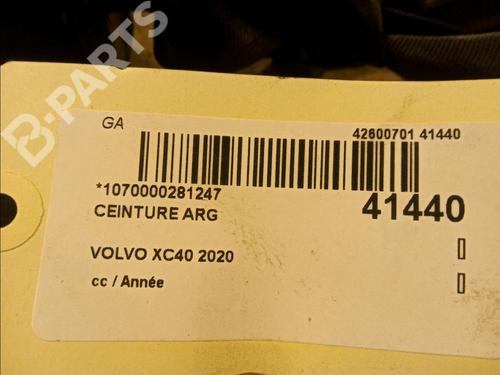 B-PARTS
GA
42600701 41440
*1070000281247
41440
CEINTURE ARG
VOLVO XC40 2020
cc / Année